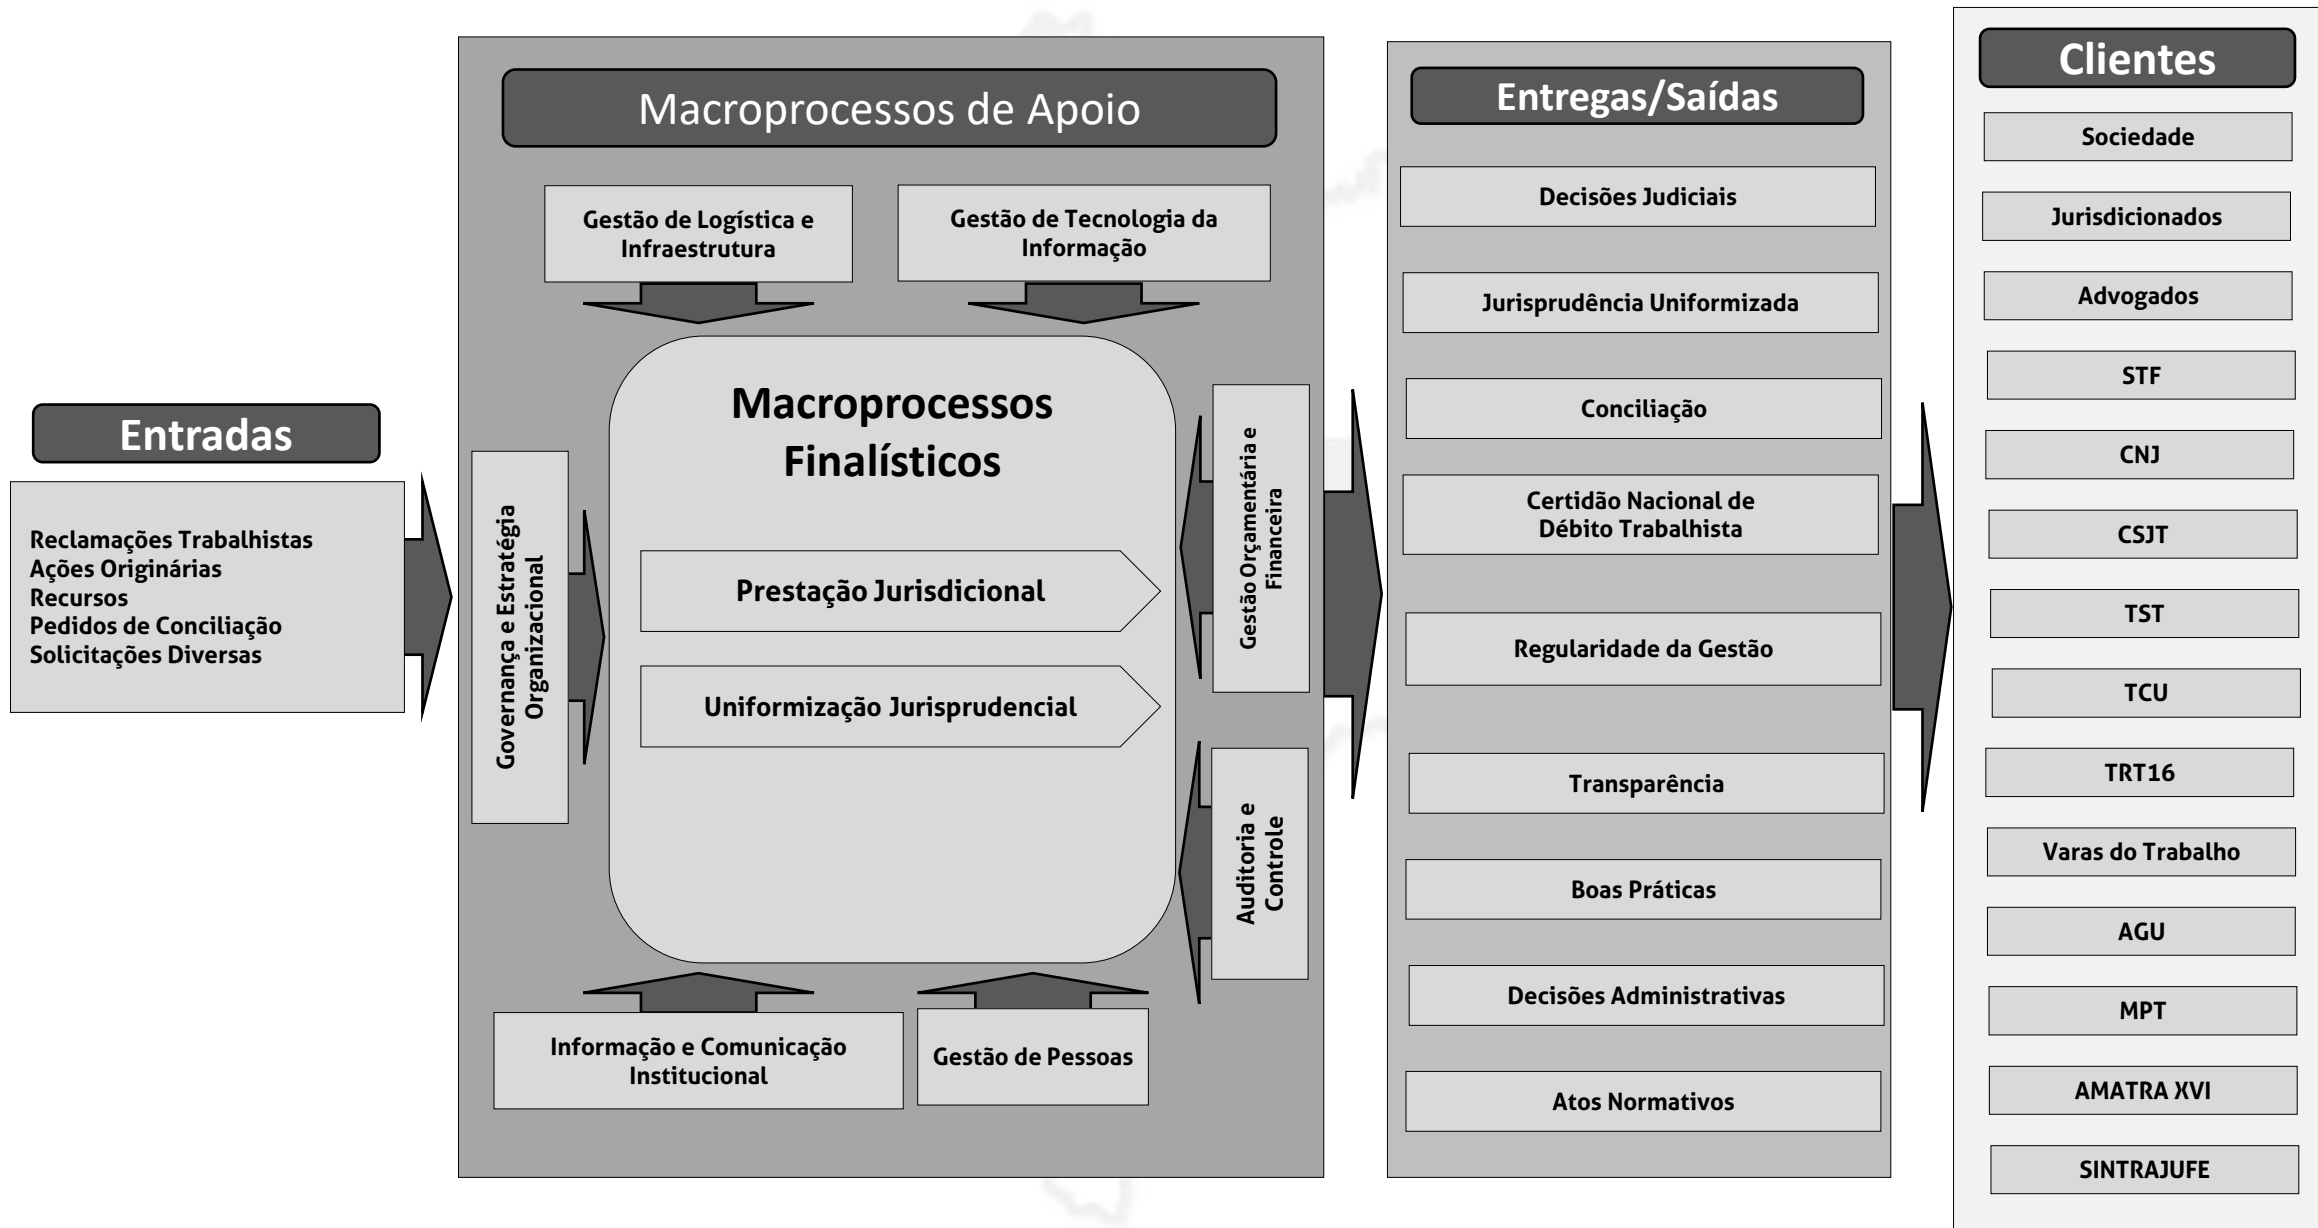 Entradas
Reclamações Trabalhistas
Ações Originárias
Recursos
Pedidos de Conciliação
Solicitações Diversas
Macroprocessos de Apoio
Gestão de Logística e
Infraestrutura
Gestão de Tecnologia da
Informação
Governança e Estratégia
Organizacional
Macroprocessos
Finalísticos
Prestação Jurisdicional
Uniformização Jurisprudencial
Gestão Orçamentária e
Financeira
Auditoria e
Controle
Informação e Comunicação
Institucional
Gestão de Pessoas
Entregas/Saídas
Decisões Judiciais
Jurisprudência Uniformizada
Conciliação
Certidão Nacional de
Débito Trabalhista
Regularidade da Gestão
Transparência
Boas Práticas
Decisões Administrativas
Atos Normativos
Clientes
Sociedade
Jurisdicionados
Advogados
STF
CNJ
CSJT
TST
TCU
TRT16
Varas do Trabalho
AGU
MPT
AMATRA XVI
SINTRAJUFE